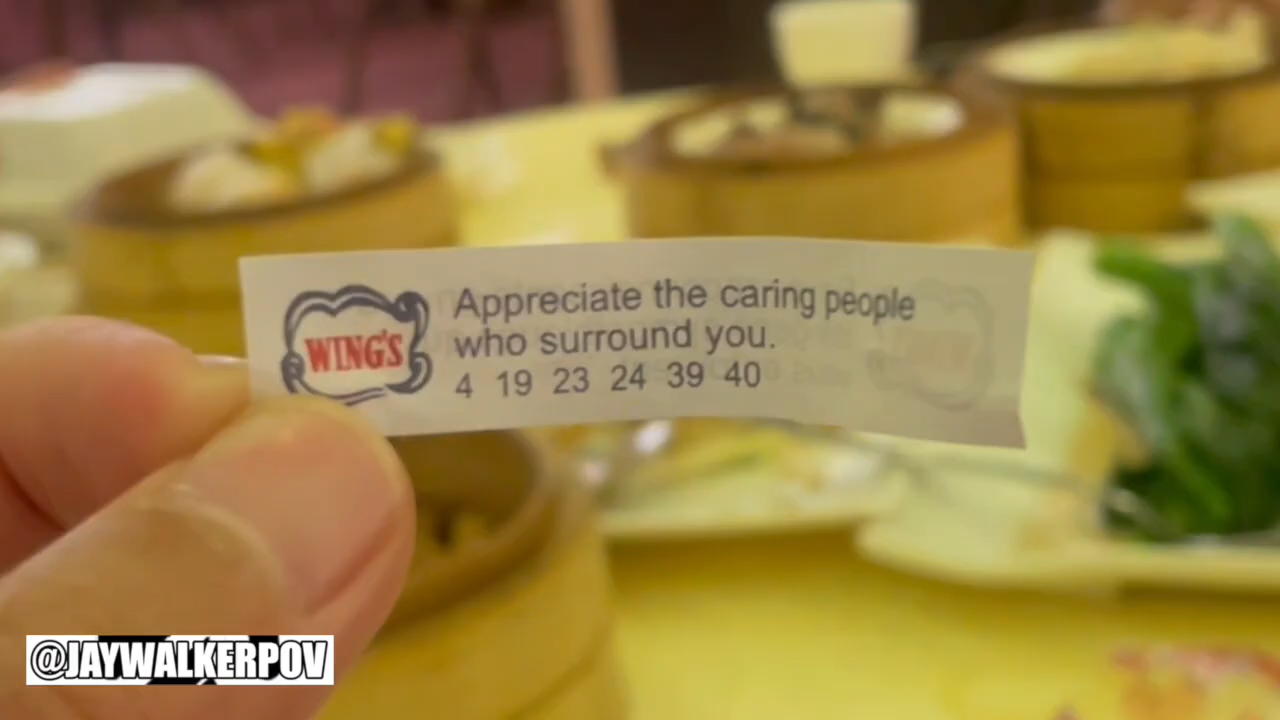 WING'S
Appreciate the caring people
who surround you.
4 19 23 24 39 40
@JAYWALKERPOV